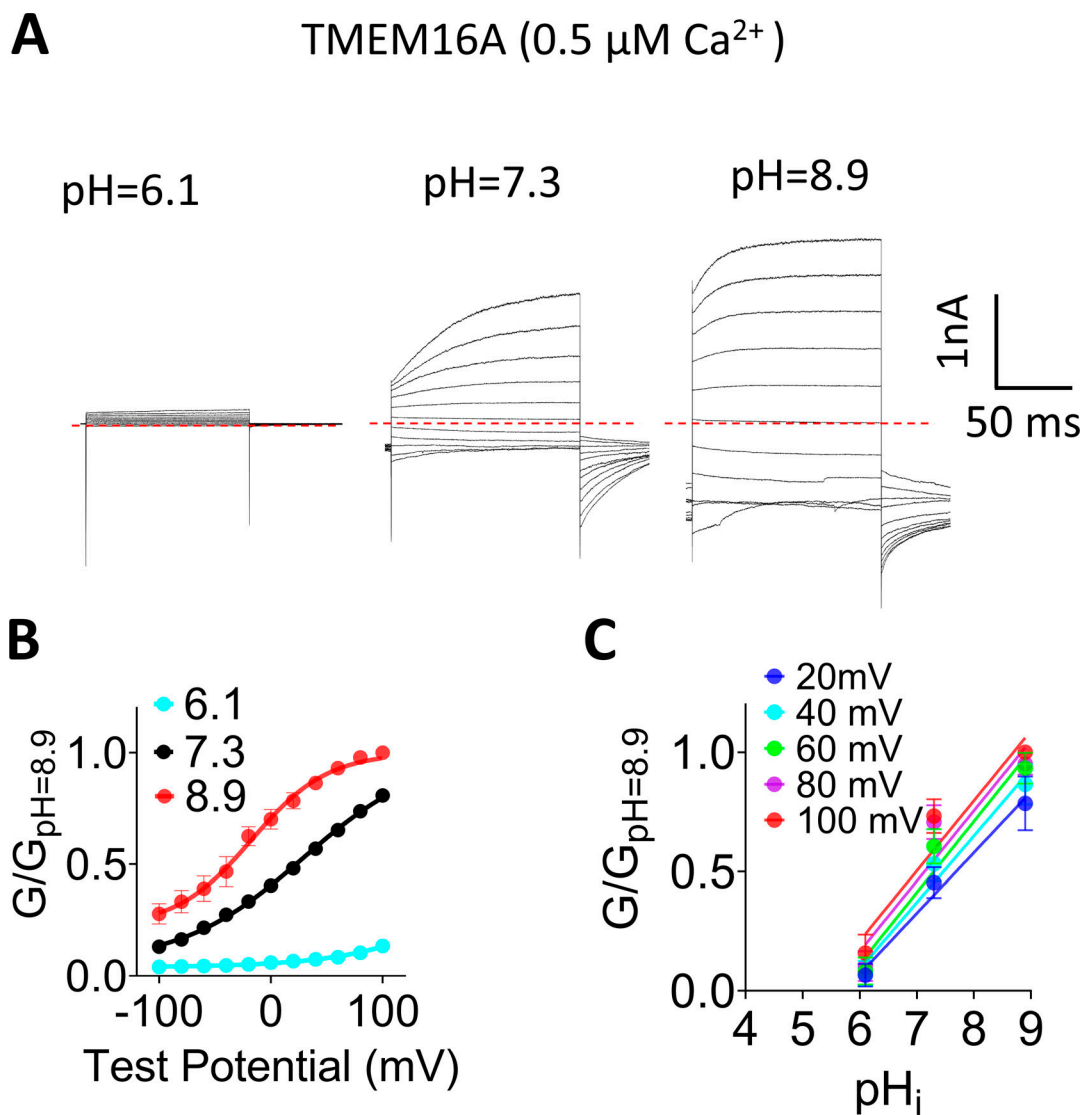 A
TMEM16A (0.5 µM Ca²⁺ )
pH=6.1
pH=7.3
pH=8.9
1nA
50 ms
B
6.1
7.3
8.9
G/GpH=8.9
1.0
0.5
0.0
-100
0
100
Test Potential (mV)
C
20mV
40 mV
60 mV
80 mV
100 mV
G/GpH=8.9
1.0
0.5
0.0
4
5
6
7
8
9
pHi